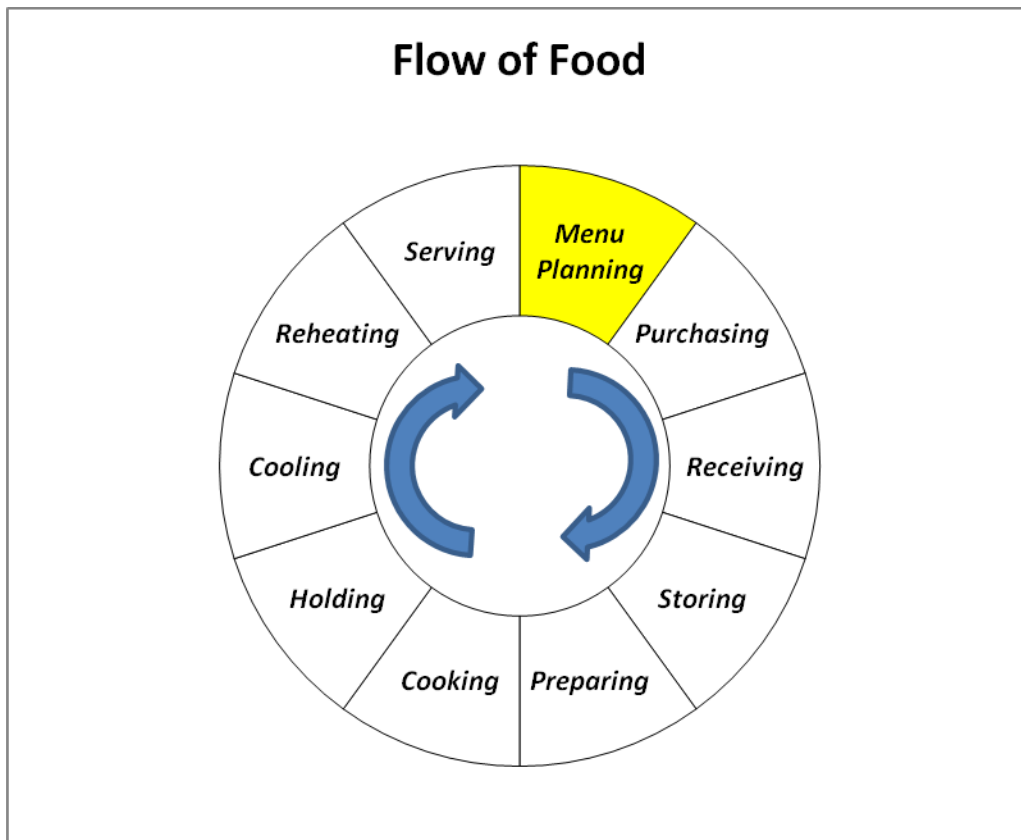 Flow of Food
Menu
Planning
Purchasing
Receiving
Storing
Preparing
Cooking
Holding
Cooling
Reheating
Serving